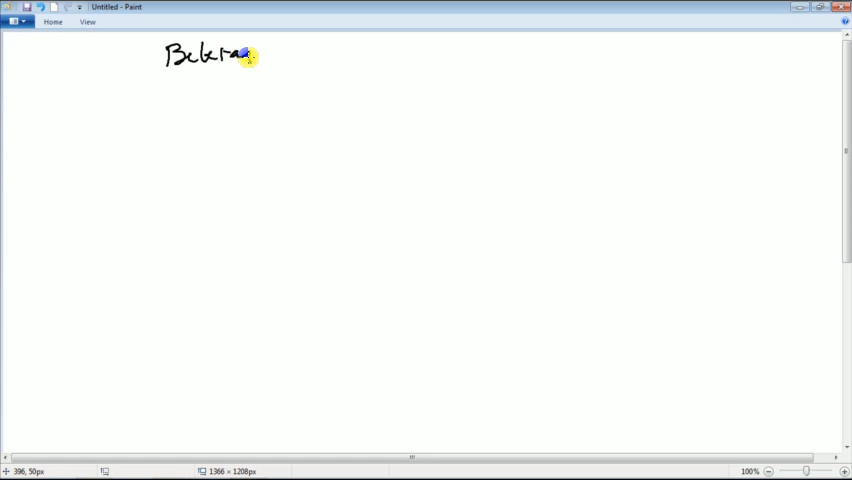 Untitled - Paint
Home View
396, 50px 1366 × 1208px 100%